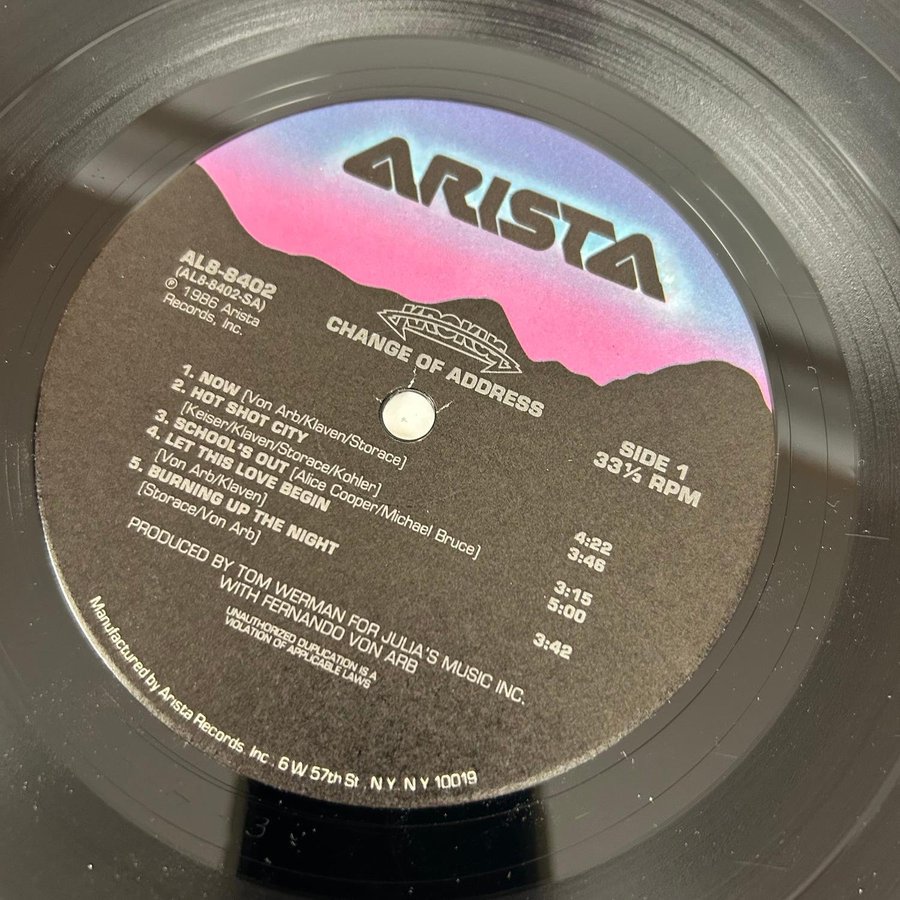 ARISTA
AL8-8402
(AL8-8402-SA)
℗ 1986 Arista
Records, Inc.
KROKUS
CHANGE OF ADDRESS
SIDE 1
33⅓ RPM
1. NOW [Von Arb/Klaven/Storace] 4:22
2. HOT SHOT CITY 3:46
[Keiser/Klaven/Storace/Kohler]
3. SCHOOL'S OUT [Alice Cooper/Michael Bruce] 3:15
4. LET THIS LOVE BEGIN 5:00
[Von Arb/Klaven]
5. BURNING UP THE NIGHT 3:42
[Storace/Von Arb]
PRODUCED BY TOM WERMAN FOR JULIA'S MUSIC INC.
WITH FERNANDO VON ARB
UNAUTHORIZED DUPLICATION IS A
VIOLATION OF APPLICABLE LAWS
Manufactured by Arista Records, Inc. 6 W 57th St. N.Y. N.Y 10019